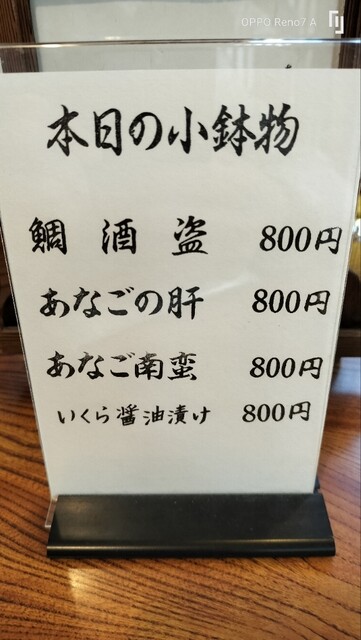 OPPO Reno7 A
本日の小鉢物
鯛酒盗 800円
あなごの肝 800円
あなご南蛮 800円
いくら醤油漬け 800円